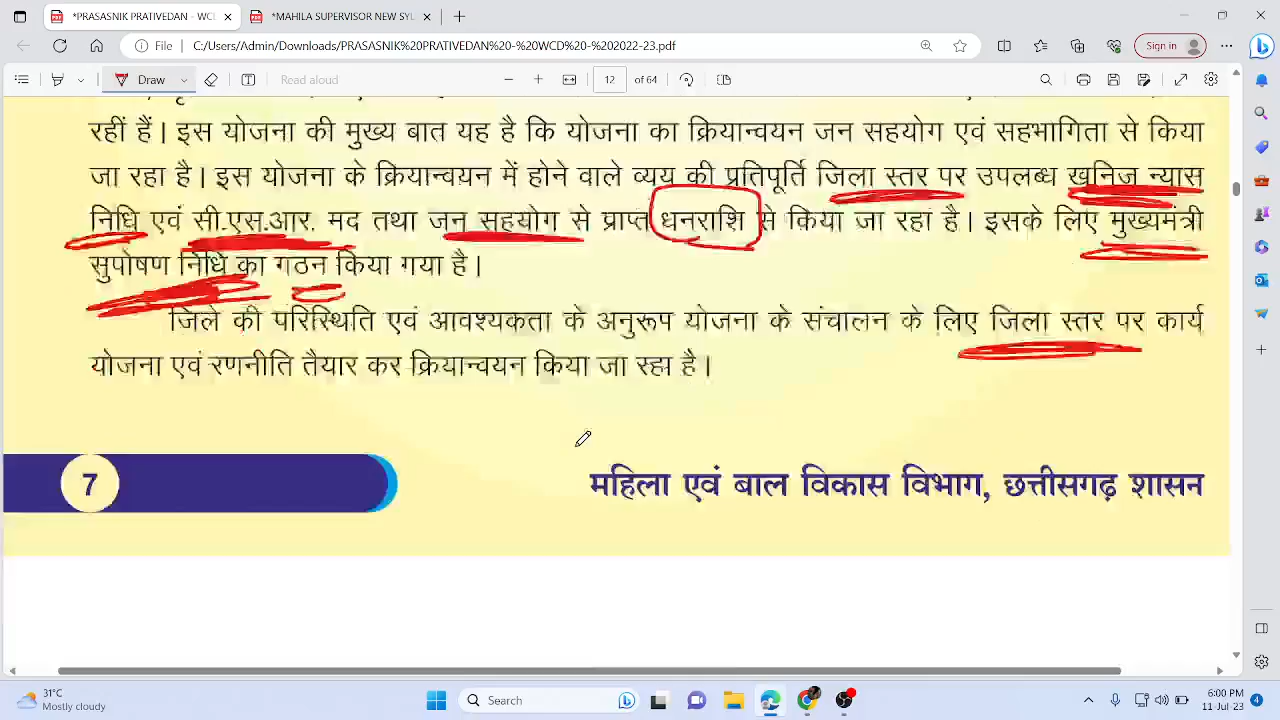 *PRASASNIK PRATIVEDAN - WCD
*MAHILA SUPERVISOR NEW SYL
File C:/Users/Admin/Downloads/PRASASNIK%20PRATIVEDAN%20-%20WCD%20-%202022-23.pdf
Sign in
Draw
Read aloud
12 of 64
रहीं हैं। इस योजना की मुख्य बात यह है कि योजना का क्रियान्वयन जन सहयोग एवं सहभागिता से किया
जा रहा है। इस योजना के क्रियान्वयन में होने वाले व्यय की प्रतिपूर्ति जिला स्तर पर उपलब्ध खनिज न्यास
निधि एवं सी.एस.आर. मद तथा जन सहयोग से प्राप्त धनराशि से किया जा रहा है। इसके लिए मुख्यमंत्री
सुपोषण निधि का गठन किया गया है।
जिले की परिस्थिति एवं आवश्यकता के अनुरूप योजना के संचालन के लिए जिला स्तर पर कार्य
योजना एवं रणनीति तैयार कर क्रियान्वयन किया जा रहा है।
7
महिला एवं बाल विकास विभाग, छत्तीसगढ़ शासन
31°C
Mostly cloudy
Search
6:00 PM
11-Jul-23
4